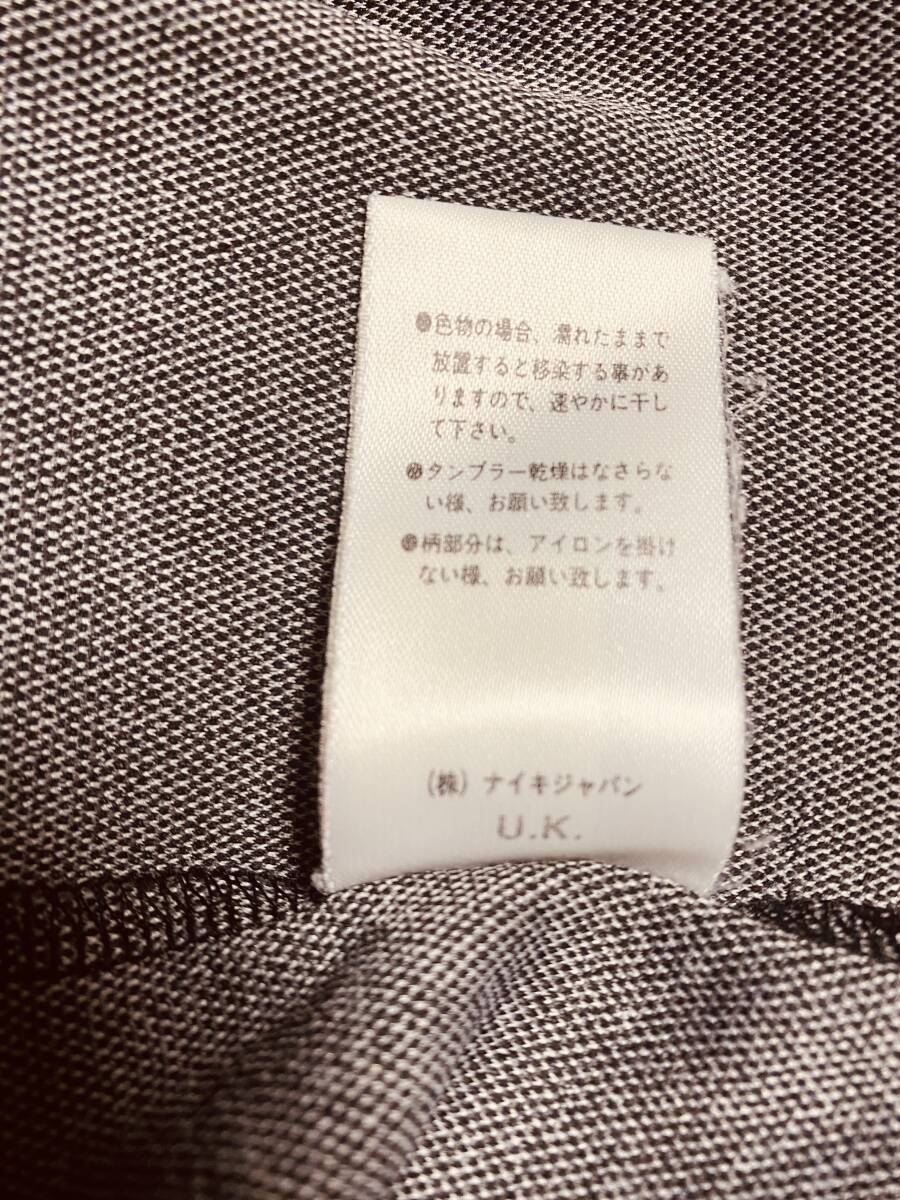 ●色物の場合、濡れたままで
放置すると移染する事があ
りますので、速やかに干し
て下さい。
●タンブラー乾燥はなさらな
い様、お願い致します。
●柄部分は、アイロンを掛け
ない様、お願い致します。
(株) ナイキジャパン
U.K.